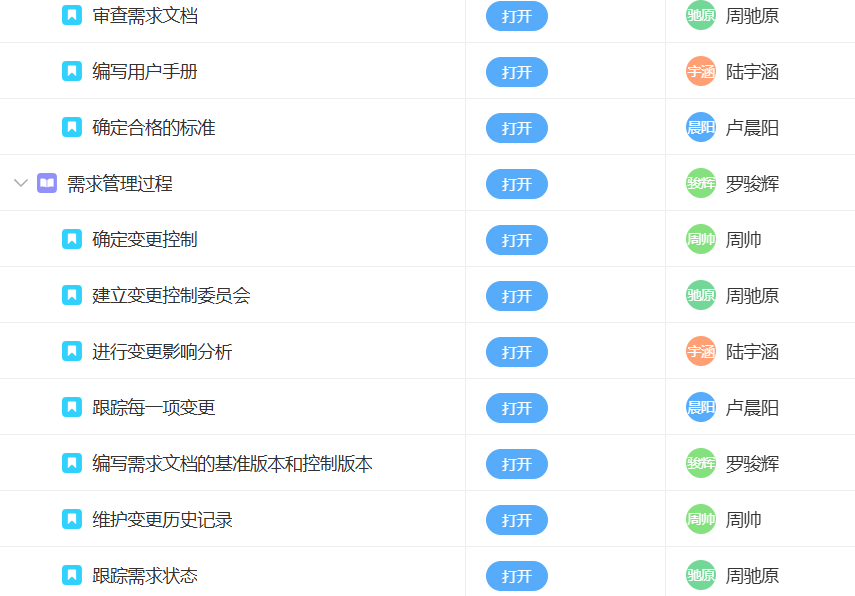 审查需求文档 打开 驰原 周驰原
编写用户手册 打开 宇涵 陆宇涵
确定合格的标准 打开 晨阳 卢晨阳
需求管理过程 打开 骏辉 罗骏辉
确定变更控制 打开 周帅 周帅
建立变更控制委员会 打开 驰原 周驰原
进行变更影响分析 打开 宇涵 陆宇涵
跟踪每一项变更 打开 晨阳 卢晨阳
编写需求文档的基准版本和控制版本 打开 骏辉 罗骏辉
维护变更历史记录 打开 周帅 周帅
跟踪需求状态 打开 驰原 周驰原